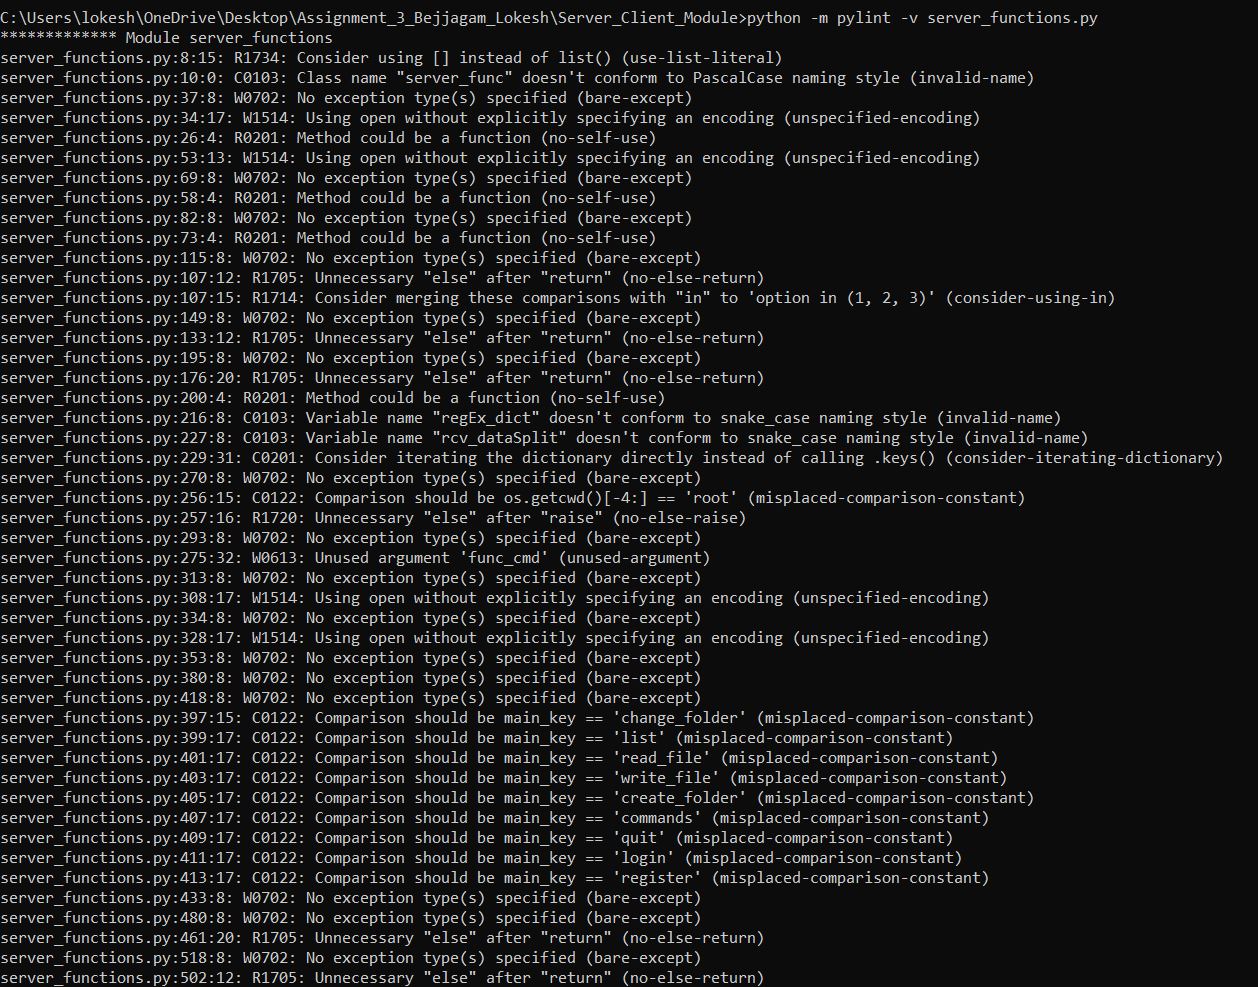 C:\Users\lokesh\OneDrive\Desktop\Assignment_3_Bejjagam_Lokesh\Server_Client_Module>python -m pylint -v server_functions.py
************* Module server_functions
server_functions.py:8:15: R1734: Consider using [] instead of list() (use-list-literal)
server_functions.py:10:0: C0103: Class name "server_func" doesn't conform to PascalCase naming style (invalid-name)
server_functions.py:37:8: W0702: No exception type(s) specified (bare-except)
server_functions.py:34:17: W1514: Using open without explicitly specifying an encoding (unspecified-encoding)
server_functions.py:26:4: R0201: Method could be a function (no-self-use)
server_functions.py:53:13: W1514: Using open without explicitly specifying an encoding (unspecified-encoding)
server_functions.py:69:8: W0702: No exception type(s) specified (bare-except)
server_functions.py:58:4: R0201: Method could be a function (no-self-use)
server_functions.py:82:8: W0702: No exception type(s) specified (bare-except)
server_functions.py:73:4: R0201: Method could be a function (no-self-use)
server_functions.py:115:8: W0702: No exception type(s) specified (bare-except)
server_functions.py:107:12: R1705: Unnecessary "else" after "return" (no-else-return)
server_functions.py:107:15: R1714: Consider merging these comparisons with "in" to 'option in (1, 2, 3)' (consider-using-in)
server_functions.py:149:8: W0702: No exception type(s) specified (bare-except)
server_functions.py:133:12: R1705: Unnecessary "else" after "return" (no-else-return)
server_functions.py:195:8: W0702: No exception type(s) specified (bare-except)
server_functions.py:176:20: R1705: Unnecessary "else" after "return" (no-else-return)
server_functions.py:200:4: R0201: Method could be a function (no-self-use)
server_functions.py:216:8: C0103: Variable name "regEx_dict" doesn't conform to snake_case naming style (invalid-name)
server_functions.py:227:8: C0103: Variable name "rcv_dataSplit" doesn't conform to snake_case naming style (invalid-name)
server_functions.py:229:31: C0201: Consider iterating the dictionary directly instead of calling .keys() (consider-iterating-dictionary)
server_functions.py:270:8: W0702: No exception type(s) specified (bare-except)
server_functions.py:256:15: C0122: Comparison should be os.getcwd()[-4:] == 'root' (misplaced-comparison-constant)
server_functions.py:257:16: R1720: Unnecessary "else" after "raise" (no-else-raise)
server_functions.py:293:8: W0702: No exception type(s) specified (bare-except)
server_functions.py:275:32: W0613: Unused argument 'func_cmd' (unused-argument)
server_functions.py:313:8: W0702: No exception type(s) specified (bare-except)
server_functions.py:308:17: W1514: Using open without explicitly specifying an encoding (unspecified-encoding)
server_functions.py:334:8: W0702: No exception type(s) specified (bare-except)
server_functions.py:328:17: W1514: Using open without explicitly specifying an encoding (unspecified-encoding)
server_functions.py:353:8: W0702: No exception type(s) specified (bare-except)
server_functions.py:380:8: W0702: No exception type(s) specified (bare-except)
server_functions.py:418:8: W0702: No exception type(s) specified (bare-except)
server_functions.py:397:15: C0122: Comparison should be main_key == 'change_folder' (misplaced-comparison-constant)
server_functions.py:399:17: C0122: Comparison should be main_key == 'list' (misplaced-comparison-constant)
server_functions.py:401:17: C0122: Comparison should be main_key == 'read_file' (misplaced-comparison-constant)
server_functions.py:403:17: C0122: Comparison should be main_key == 'write_file' (misplaced-comparison-constant)
server_functions.py:405:17: C0122: Comparison should be main_key == 'create_folder' (misplaced-comparison-constant)
server_functions.py:407:17: C0122: Comparison should be main_key == 'commands' (misplaced-comparison-constant)
server_functions.py:409:17: C0122: Comparison should be main_key == 'quit' (misplaced-comparison-constant)
server_functions.py:411:17: C0122: Comparison should be main_key == 'login' (misplaced-comparison-constant)
server_functions.py:413:17: C0122: Comparison should be main_key == 'register' (misplaced-comparison-constant)
server_functions.py:433:8: W0702: No exception type(s) specified (bare-except)
server_functions.py:480:8: W0702: No exception type(s) specified (bare-except)
server_functions.py:461:20: R1705: Unnecessary "else" after "return" (no-else-return)
server_functions.py:518:8: W0702: No exception type(s) specified (bare-except)
server_functions.py:502:12: R1705: Unnecessary "else" after "return" (no-else-return)